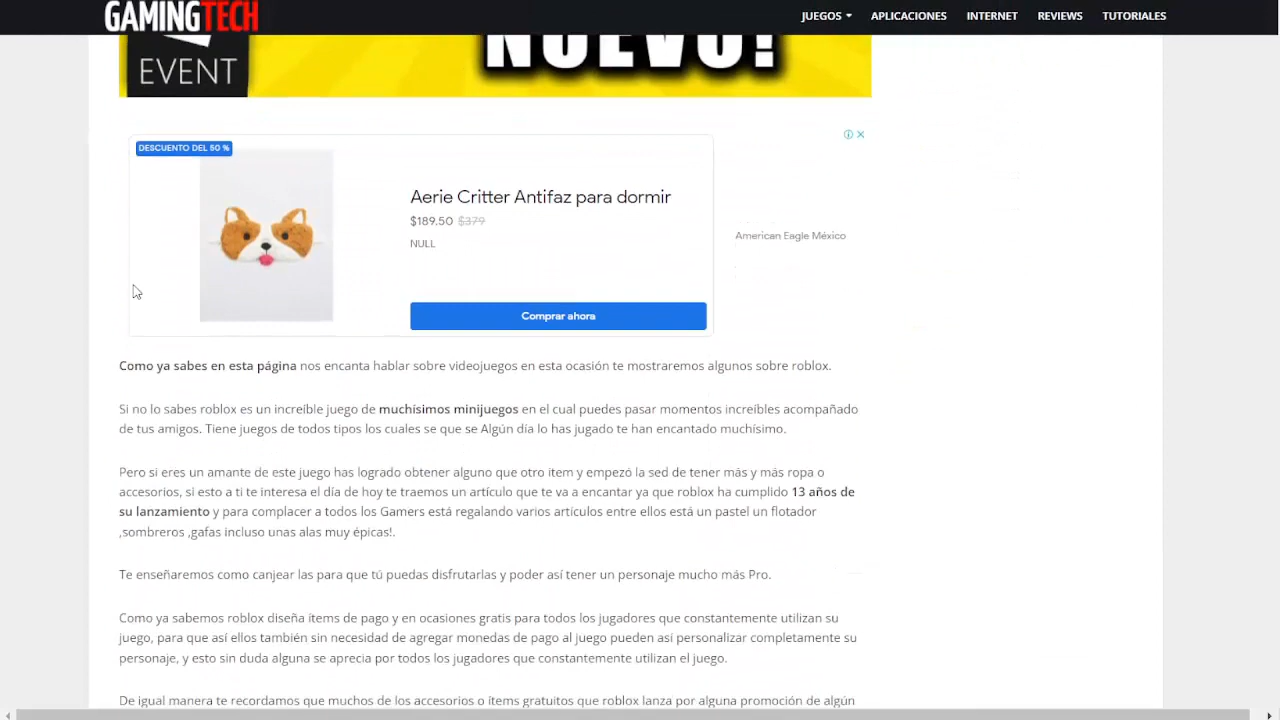 GAMINGTECH
JUEGOS APLICACIONES INTERNET REVIEWS TUTORIALES
NUEVO!
EVENT
DESCUENTO DEL 50 %
Aerie Critter Antifaz para dormir
$189.50 $379
NULL
American Eagle México
Comprar ahora
Como ya sabes en esta página nos encanta hablar sobre videojuegos en esta ocasión te mostraremos algunos sobre roblox.
Si no lo sabes roblox es un increíble juego de muchísimos minijuegos en el cual puedes pasar momentos increíbles acompañado
de tus amigos. Tiene juegos de todos tipos los cuales se que se Algún día lo has jugado te han encantado muchísimo.
Pero si eres un amante de este juego has logrado obtener alguno que otro item y empezó la sed de tener más y más ropa o
accesorios, si esto a ti te interesa el día de hoy te traemos un artículo que te va a encantar ya que roblox ha cumplido 13 años de
su lanzamiento y para complacer a todos los Gamers está regalando varios artículos entre ellos está un pastel un flotador
,sombreros ,gafas incluso unas alas muy épicas!.
Te enseñaremos como canjear las para que tú puedas disfrutarlas y poder así tener un personaje mucho más Pro.
Como ya sabemos roblox diseña ítems de pago y en ocasiones gratis para todos los jugadores que constantemente utilizan su
juego, para que así ellos también sin necesidad de agregar monedas de pago al juego pueden asi personalizar completamente su
personaje, y esto sin duda alguna se aprecia por todos los jugadores que constantemente utilizan el juego.
De igual manera te recordamos que muchos de los accesorios o ítems gratuitos que roblox lanza por alguna promoción de algún